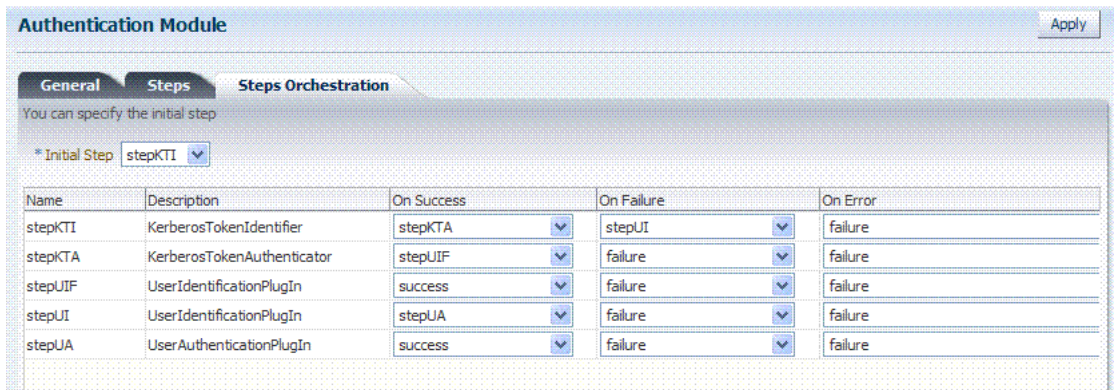 Authentication Module Apply
General Steps Steps Orchestration
You can specify the initial step
* Initial Step stepKTI
Name Description On Success On Failure On Error
stepKTI KerberosTokenIdentifier stepKTA stepUI failure
stepKTA KerberosTokenAuthenticator stepUIF failure failure
stepUIF UserIdentificationPlugIn success failure failure
stepUI UserIdentificationPlugIn stepUA failure failure
stepUA UserAuthenticationPlugIn success failure failure